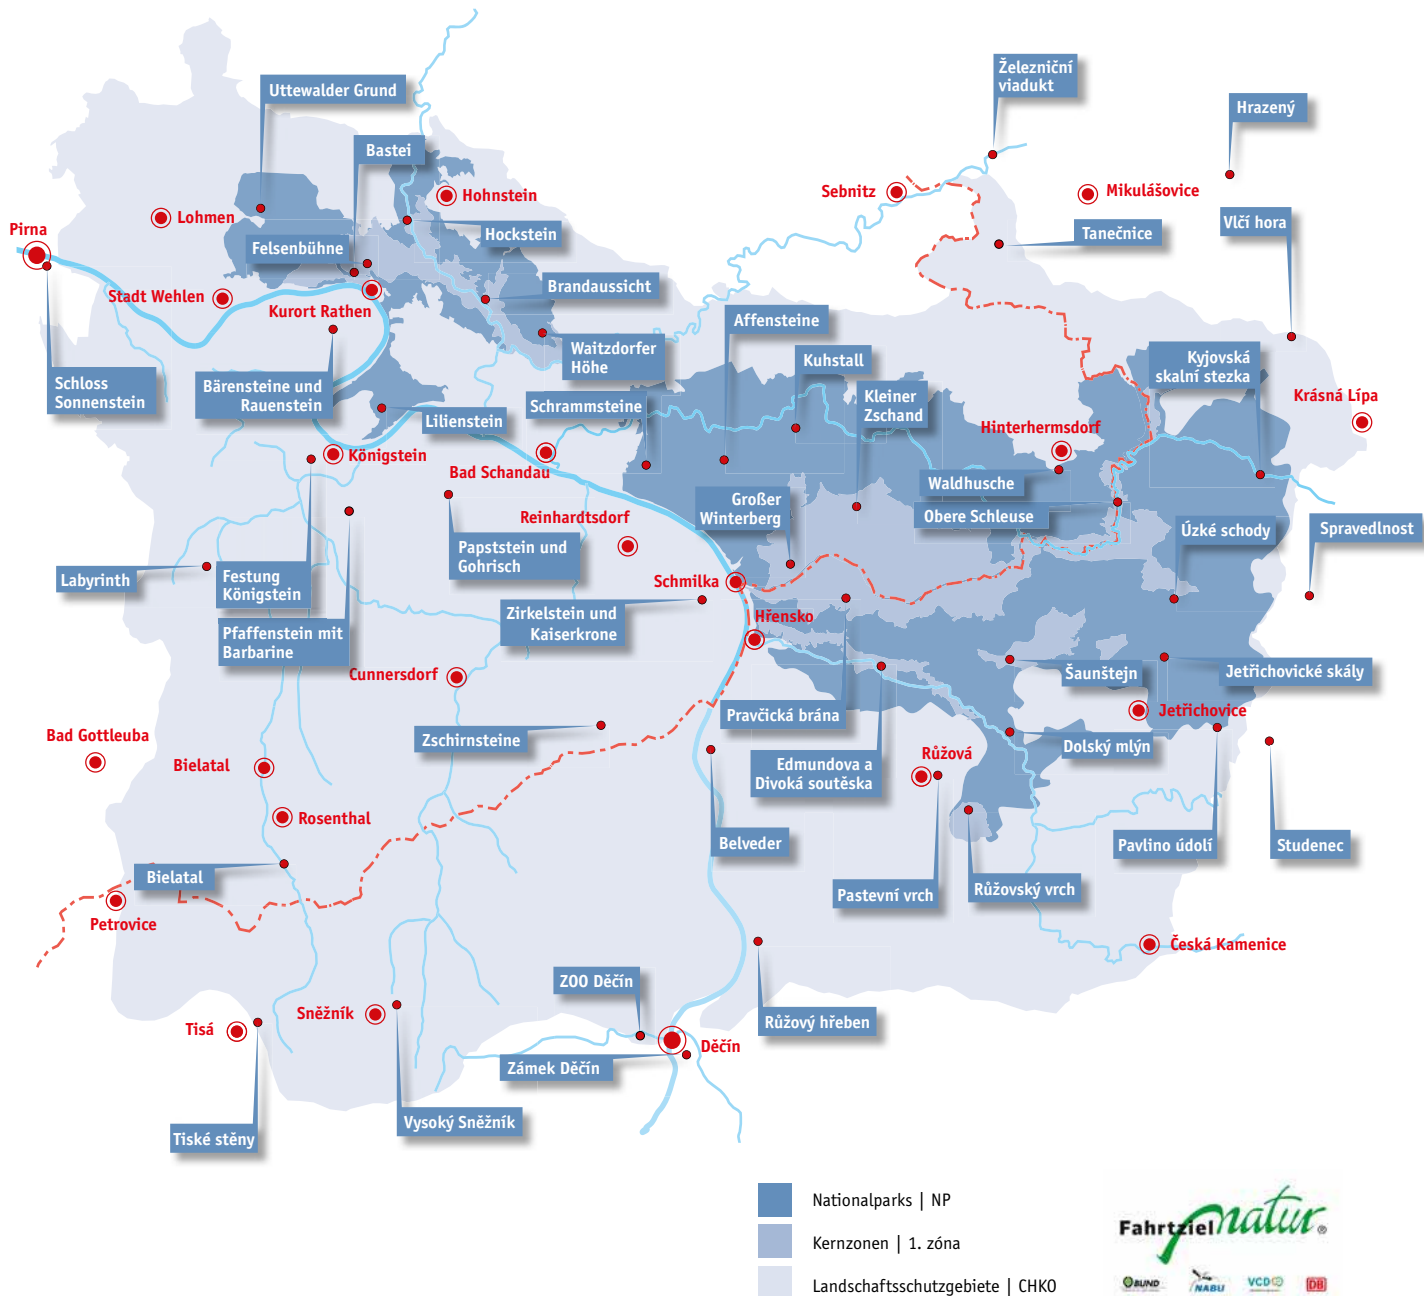 Železniční
viadukt
Uttewalder Grund
Hrazený
Bastei
Sebnitz
Mikulášovice
Hohnstein
Lohmen
Vlčí hora
Pirna
Hockstein
Tanečnice
Felsenbühne
Brandaussicht
Stadt Wehlen
Kurort Rathen
Affensteine
Waitzdorfer
Höhe
Kuhstall
Kyjovská
skalní stezka
Schloss
Sonnenstein
Bärensteine und
Rauenstein
Kleiner
Zschand
Krásná Lípa
Schrammsteine
Lilienstein
Hinterhermsdorf
Königstein
Bad Schandau
Waldhusche
Großer
Winterberg
Obere Schleuse
Reinhardtsdorf
Úzké schody
Spravedlnost
Papststein und
Gohrisch
Labyrinth
Festung
Königstein
Schmilka
Zirkelstein und
Kaiserkrone
Hřensko
Pfaffenstein mit
Barbarine
Cunnersdorf
Šaunštejn
Jetřichovické skály
Pravčická brána
Jetřichovice
Bad Gottleuba
Zschirnsteine
Dolský mlýn
Růžová
Bielatal
Edmundova a
Divoká soutěska
Rosenthal
Belveder
Pavlino údolí
Studenec
Bielatal
Pastevní vrch
Růžovský vrch
Petrovice
Česká Kamenice
ZOO Děčín
Sněžník
Růžový hřeben
Tisá
Děčín
Zámek Děčín
Vysoký Sněžník
Tiské stěny
Nationalparks | NP
Kernzonen | 1. zóna
Landschaftsschutzgebiete | CHKO
Fahrtziel natur ®
BUND
NABU
VCD
DB